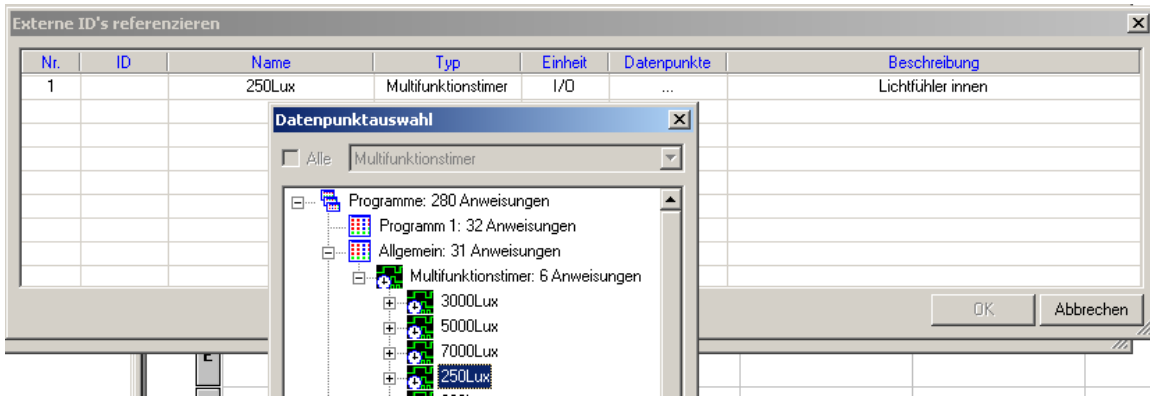 Externe ID's referenzieren
Nr. ID Name Typ Einheit Datenpunkte Beschreibung
1 250Lux Multifunktionstimer I/O ... Lichtfühler innen
Datenpunktauswahl
Alle Multifunktionstimer
Programme: 280 Anweisungen
Programm 1: 32 Anweisungen
Allgemein: 31 Anweisungen
Multifunktionstimer: 6 Anweisungen
3000Lux
OK Abbrechen
5000Lux
7000Lux
E
250Lux